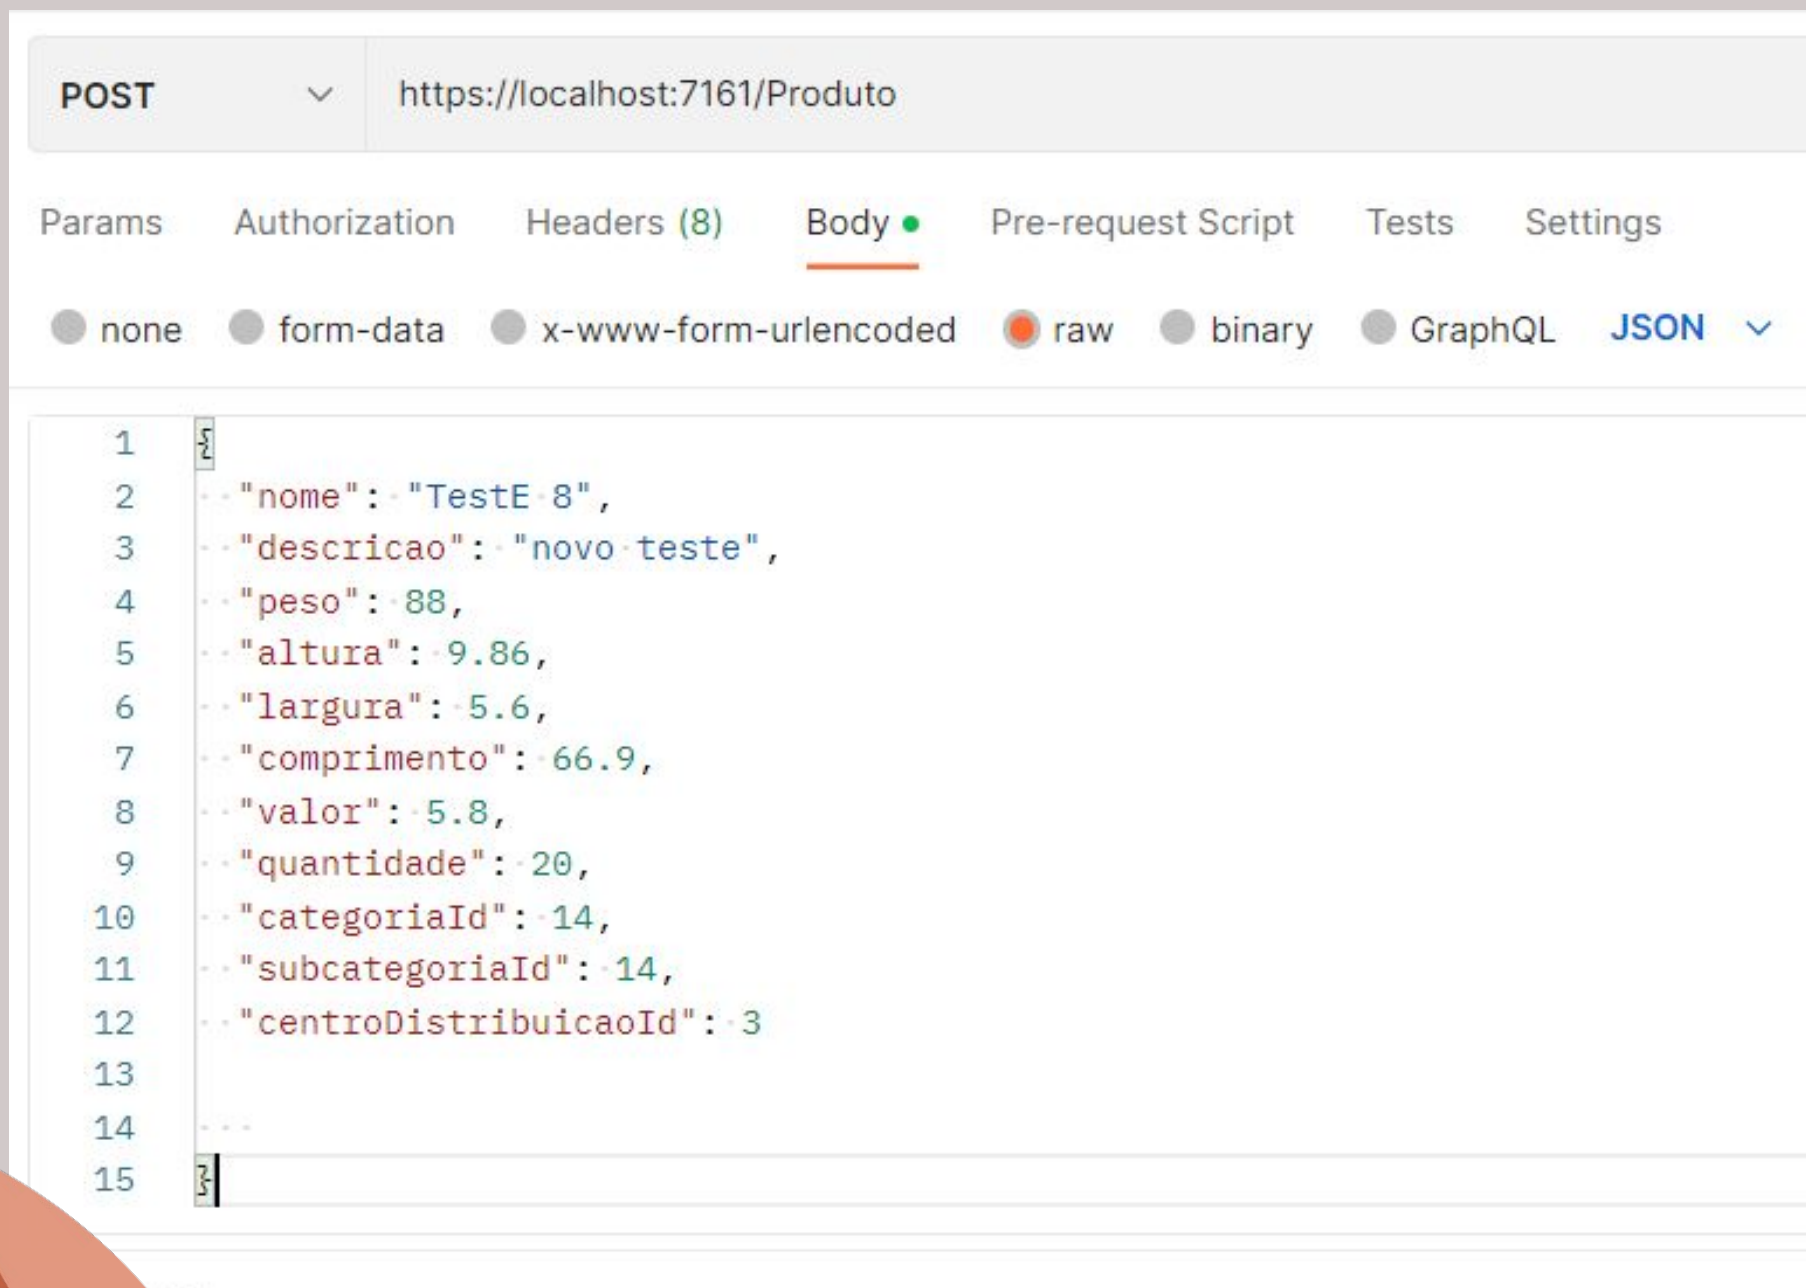 POST https://localhost:7161/Produto
Params Authorization Headers (8) Body Pre-request Script Tests Settings
none form-data x-www-form-urlencoded raw binary GraphQL JSON
1 {
2 "nome": "TestE 8",
3 "descricao": "novo teste",
4 "peso": 88,
5 "altura": 9.86,
6 "largura": 5.6,
7 "comprimento": 66.9,
8 "valor": 5.8,
9 "quantidade": 20,
10 "categoriaId": 14,
11 "subcategoriaId": 14,
12 "centroDistribuicaoId": 3
13
14
15 }